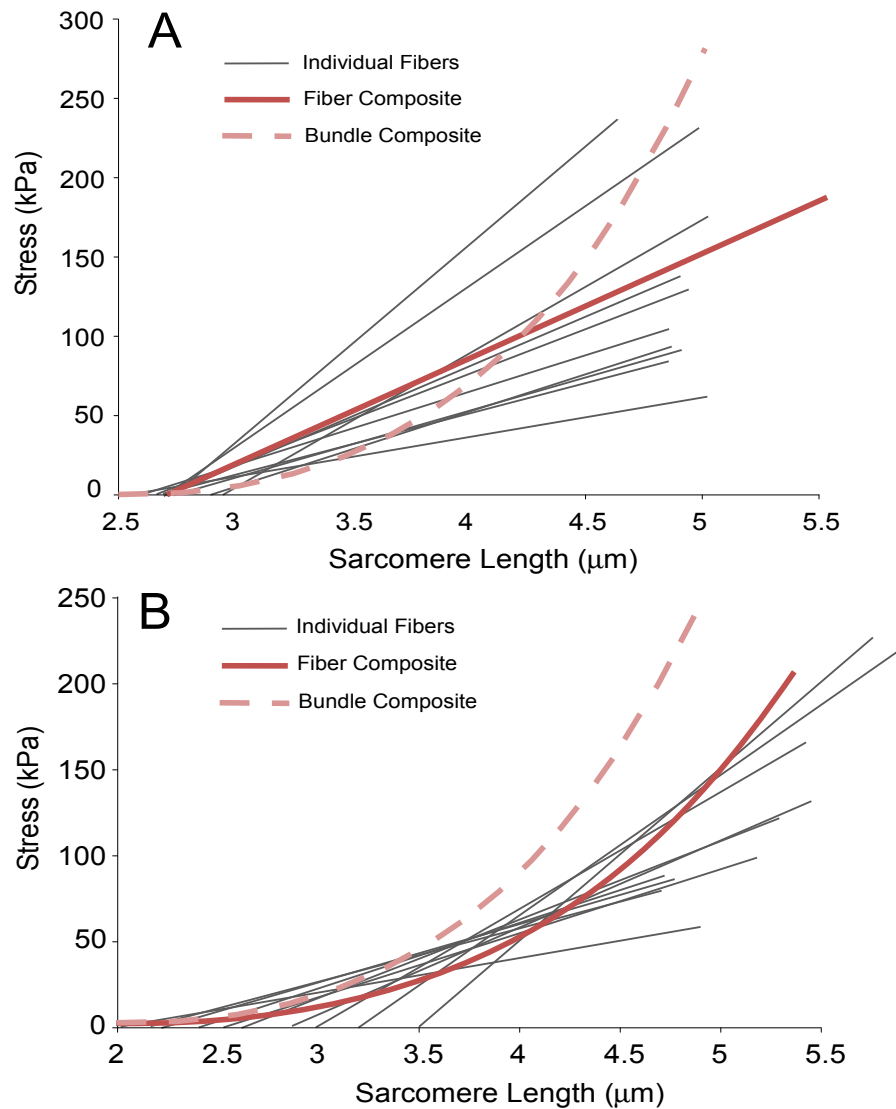 A
300
250
200
150
100
50
0
Stress (kPa)
Individual Fibers
Fiber Composite
Bundle Composite
2.5 3 3.5 4 4.5 5 5.5
Sarcomere Length (μm)
B
250
200
150
100
50
0
Stress (kPa)
Individual Fibers
Fiber Composite
Bundle Composite
2 2.5 3 3.5 4 4.5 5 5.5
Sarcomere Length (μm)